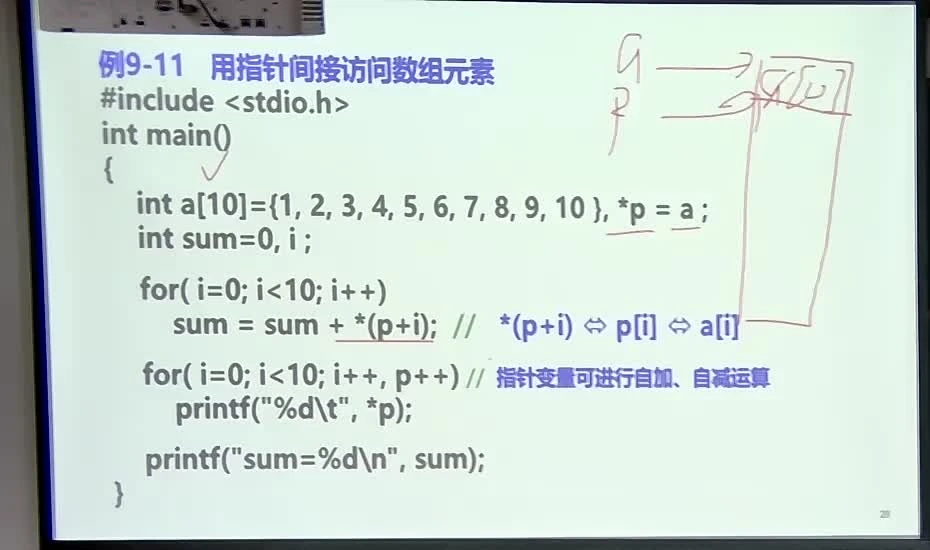 例9-11 用指针间接访问数组元素
#include <stdio.h>
int main()
{
int a[10]={1, 2, 3, 4, 5, 6, 7, 8, 9, 10 }, *p = a ;
int sum=0, i ;
for( i=0; i<10; i++)
sum = sum + *(p+i); // *(p+i) ⇔ p[i] ⇔ a[i]
for( i=0; i<10; i++, p++) // 指针变量可进行自加、自减运算
printf("%d\t", *p);
printf("sum=%d\n", sum);
}
a
P